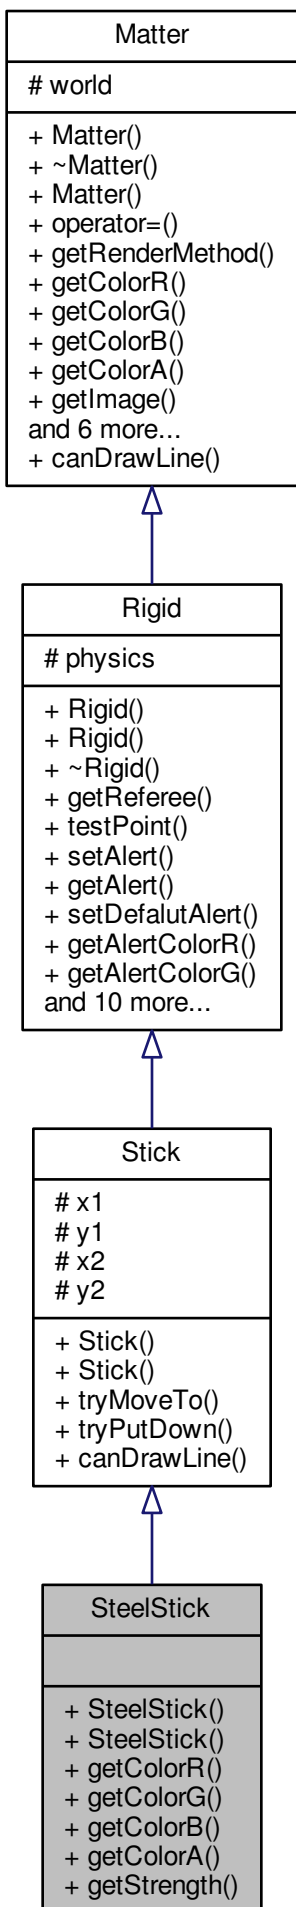 Matter
# world
+ Matter()
+ ~Matter()
+ Matter()
+ operator=()
+ getRenderMethod()
+ getColorR()
+ getColorG()
+ getColorB()
+ getColorA()
+ getImage()
and 6 more...
+ canDrawLine()
Rigid
# physics
+ Rigid()
+ Rigid()
+ ~Rigid()
+ getReferee()
+ testPoint()
+ setAlert()
+ getAlert()
+ setDefalutAlert()
+ getAlertColorR()
+ getAlertColorG()
and 10 more...
Stick
# x1
# y1
# x2
# y2
+ Stick()
+ Stick()
+ tryMoveTo()
+ tryPutDown()
+ canDrawLine()
SteelStick
+ SteelStick()
+ SteelStick()
+ getColorR()
+ getColorG()
+ getColorB()
+ getColorA()
+ getStrength()